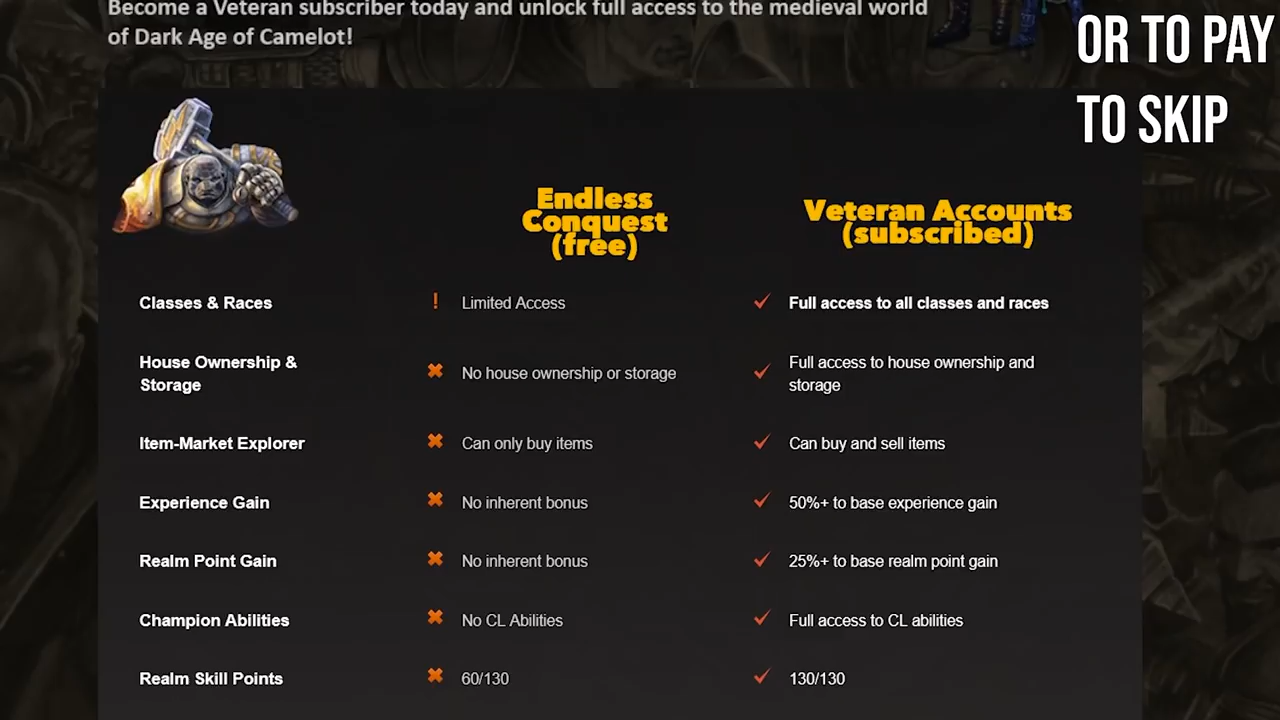 Become a Veteran subscriber today and unlock full access to the medieval world
of Dark Age of Camelot!
OR TO PAY
TO SKIP
Endless
Conquest
(free)
Veteran Accounts
(subscribed)
Classes & Races
! Limited Access
✓ Full access to all classes and races
House Ownership &
Storage
✖ No house ownership or storage
✓ Full access to house ownership and
storage
Item-Market Explorer
✖ Can only buy items
✓ Can buy and sell items
Experience Gain
✖ No inherent bonus
✓ 50%+ to base experience gain
Realm Point Gain
✖ No inherent bonus
✓ 25%+ to base realm point gain
Champion Abilities
✖ No CL Abilities
✓ Full access to CL abilities
Realm Skill Points
✖ 60/130
✓ 130/130